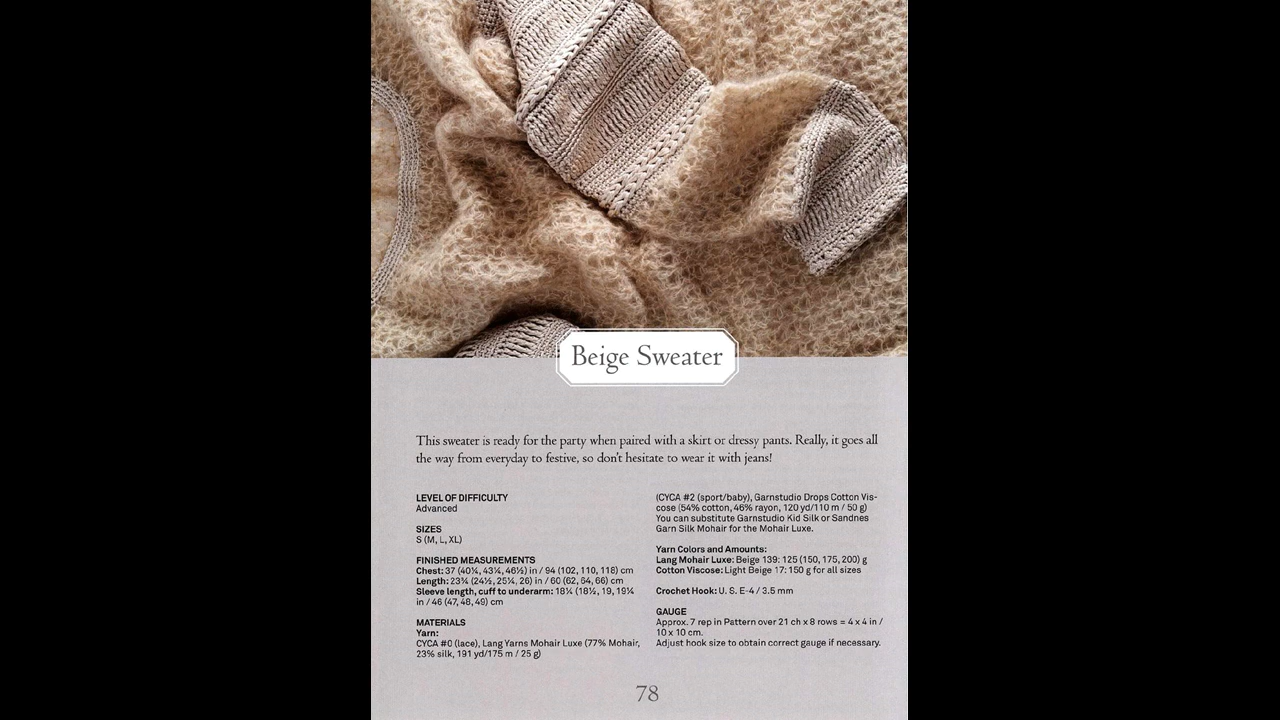 Beige Sweater
This sweater is ready for the party when paired with a skirt or dressy pants. Really, it goes all
the way from everyday to festive, so don't hesitate to wear it with jeans!
LEVEL OF DIFFICULTY
Advanced
SIZES
S (M, L, XL)
FINISHED MEASUREMENTS
Chest: 37 (40¼, 43¼, 46½) in / 94 (102, 110, 118) cm
Length: 23¾ (24½, 25¼, 26) in / 60 (62, 64, 66) cm
Sleeve length, cuff to underarm: 18¼ (18½, 19, 19¼
in / 46 (47, 48, 49) cm
MATERIALS
Yarn:
CYCA #0 (lace), Lang Yarns Mohair Luxe (77% Mohair,
23% silk, 191 yd/175 m / 25 g)
(CYCA #2 (sport/baby), Garnstudio Drops Cotton Vis-
cose (54% cotton, 46% rayon, 120 yd/110 m / 50 g)
You can substitute Garnstudio Kid Silk or Sandnes
Garn Silk Mohair for the Mohair Luxe.
Yarn Colors and Amounts:
Lang Mohair Luxe: Beige 139: 125 (150, 175, 200) g
Cotton Viscose: Light Beige 17: 150 g for all sizes
Crochet Hook: U. S. E-4 / 3.5 mm
GAUGE
Approx. 7 rep in Pattern over 21 ch x 8 rows = 4 x 4 in /
10 x 10 cm.
Adjust hook size to obtain correct gauge if necessary.
78